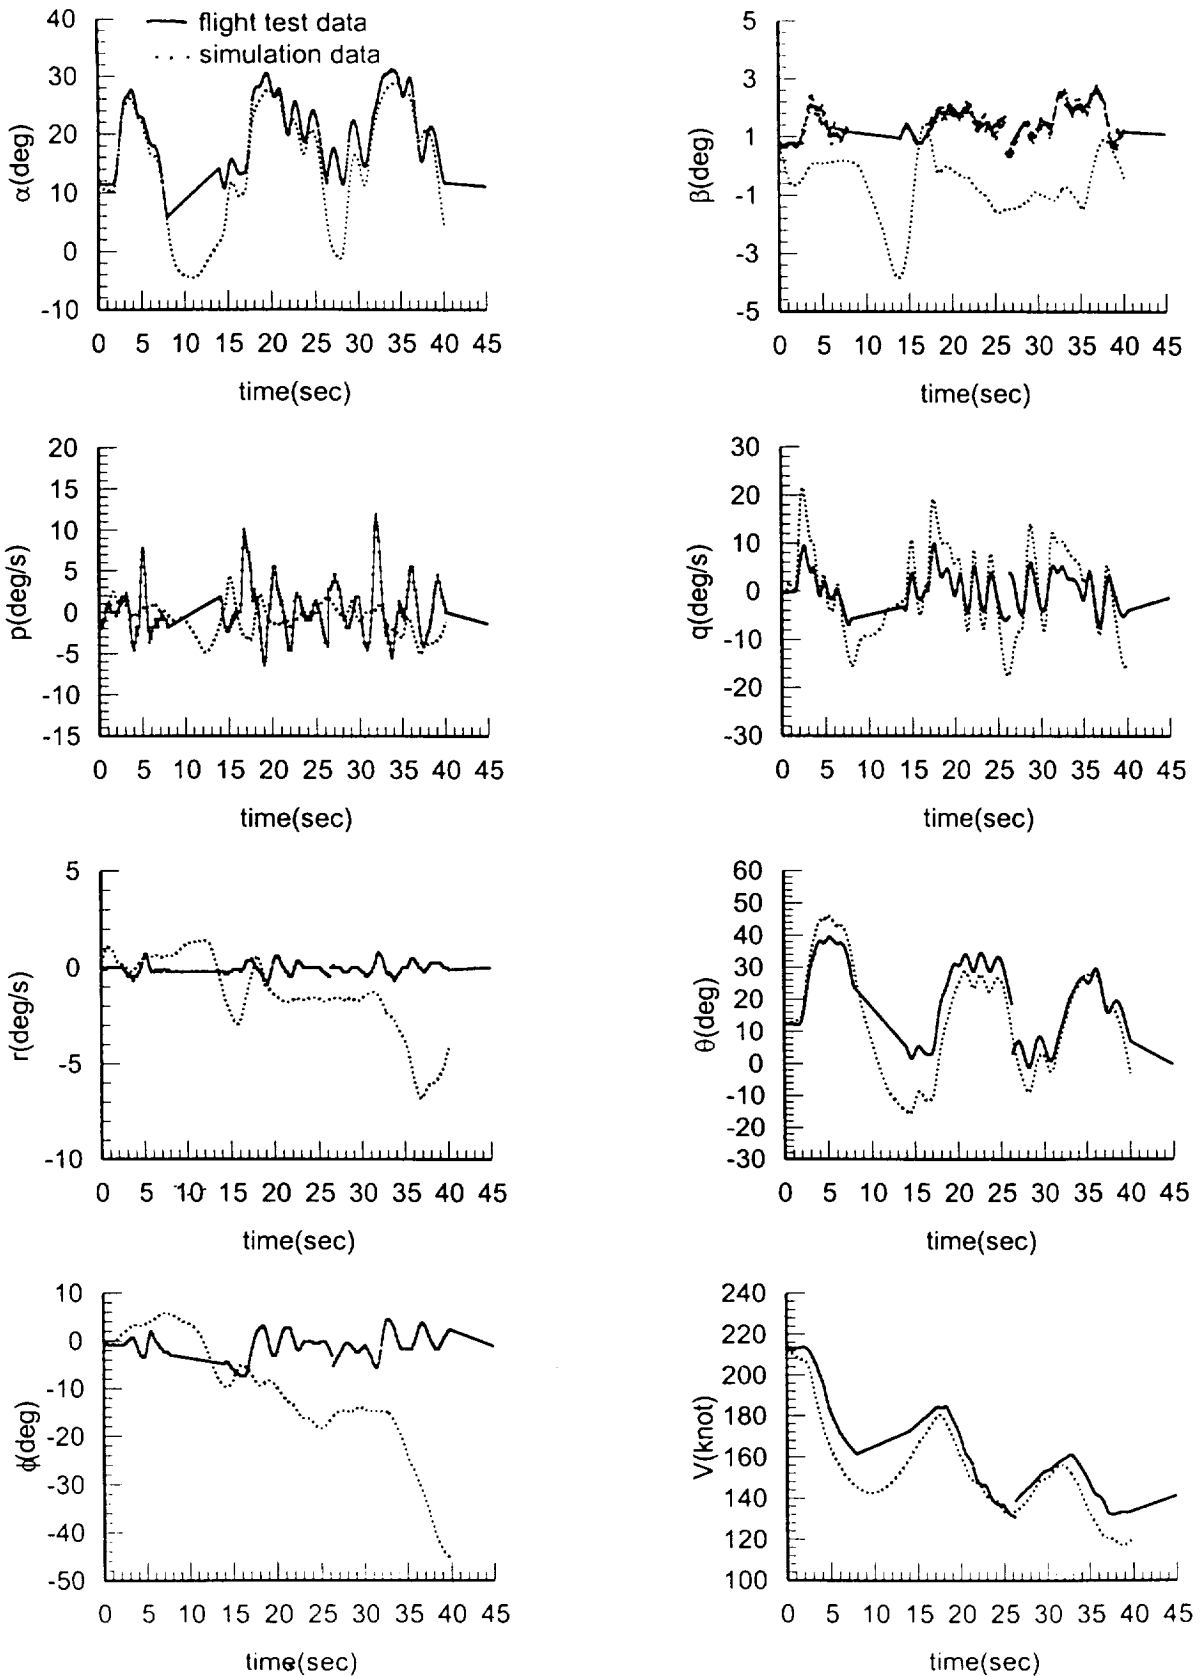 flight test data
simulation data
40
30
20
10
0
-10
α(deg)
0 5 10 15 20 25 30 35 40 45
time(sec)
5
3
1
-1
-3
-5
β(deg)
0 5 10 15 20 25 30 35 40 45
time(sec)
20
15
10
5
0
-5
-10
-15
p(deg/s)
0 5 10 15 20 25 30 35 40 45
time(sec)
30
20
10
0
-10
-20
-30
q(deg/s)
0 5 10 15 20 25 30 35 40 45
time(sec)
5
0
-5
-10
r(deg/s)
0 5 10 15 20 25 30 35 40 45
time(sec)
60
50
40
30
20
10
0
-10
-20
-30
θ(deg)
0 5 10 15 20 25 30 35 40 45
time(sec)
10
0
-10
-20
-30
-40
-50
ϕ(deg)
0 5 10 15 20 25 30 35 40 45
time(sec)
240
220
200
180
160
140
120
100
V(knot)
0 5 10 15 20 25 30 35 40 45
time(sec)